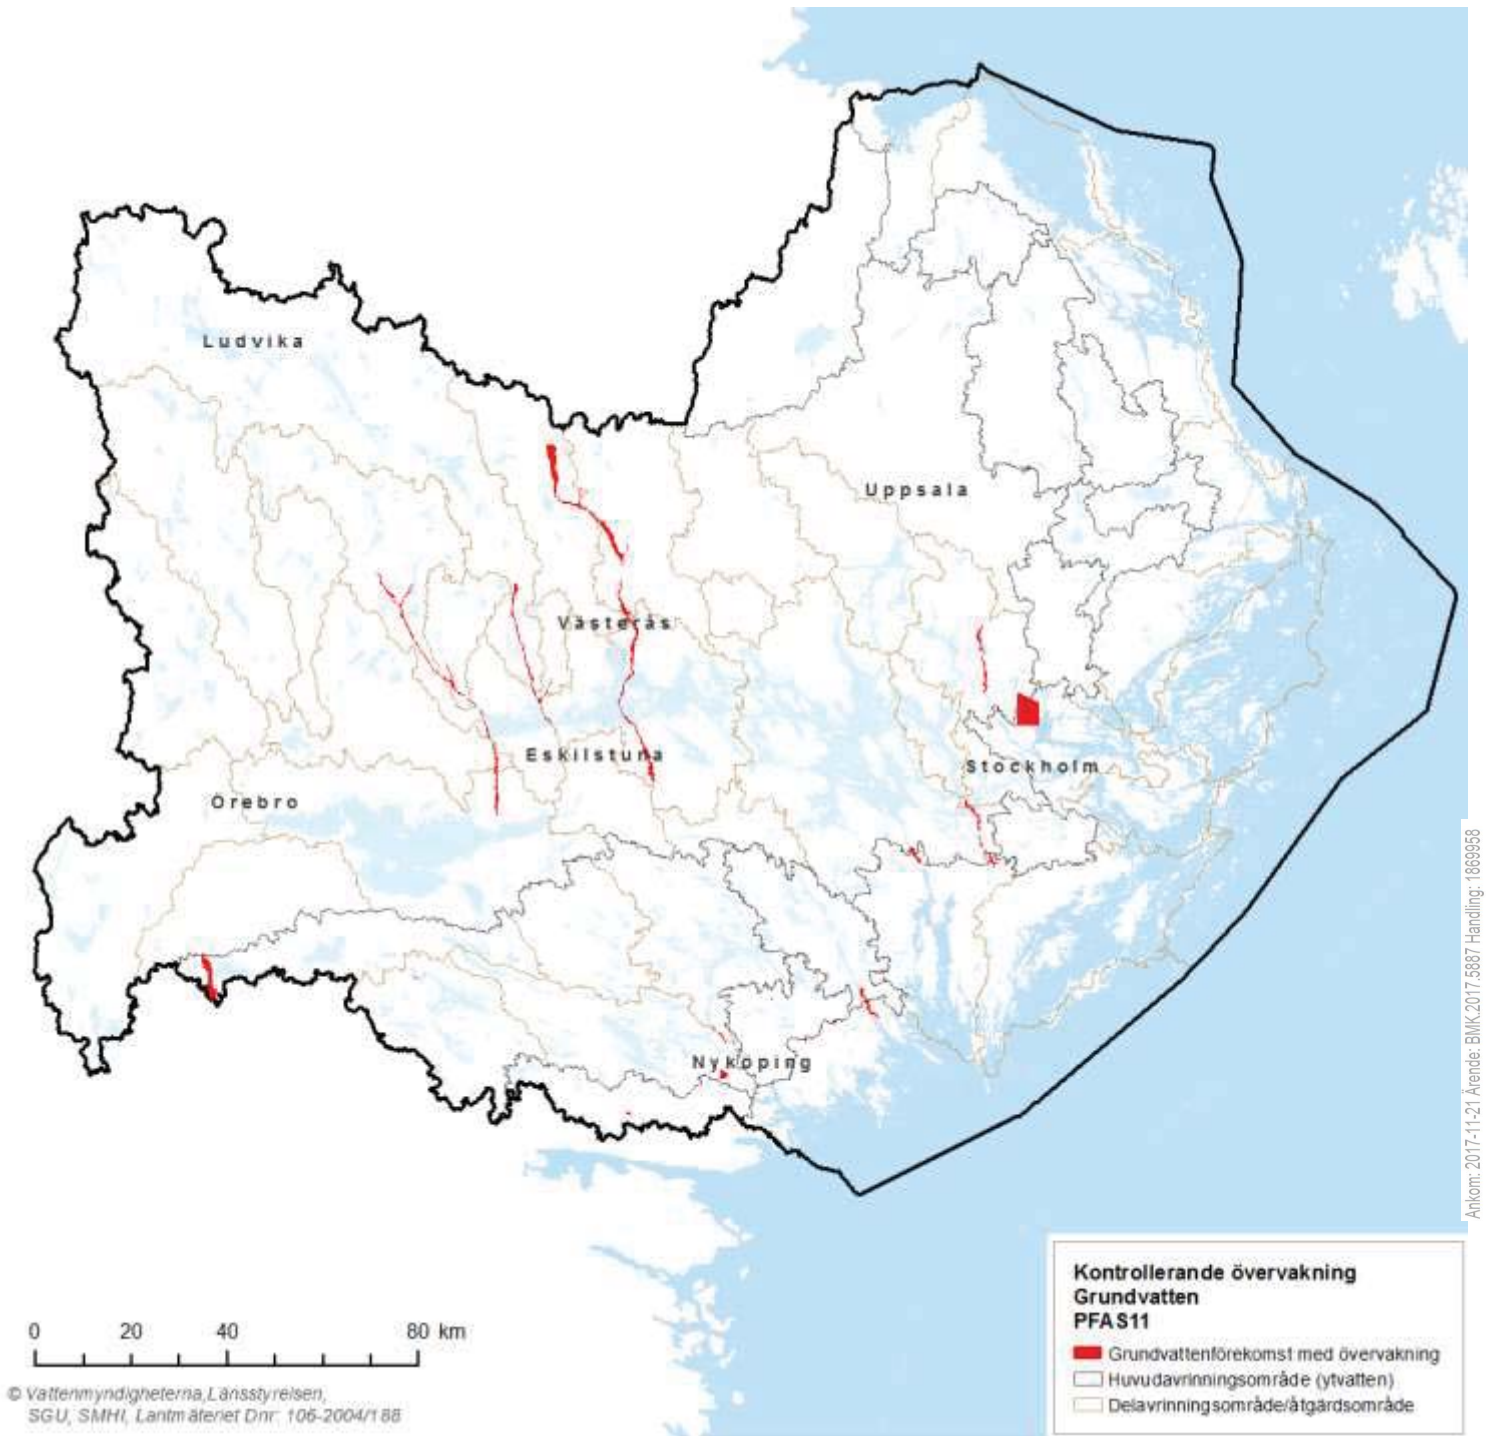 Ludvika
Uppsala
Västerås
Eskilstuna
Stockholm
Örebro
Nyköping
Ankom: 2017-11-21 Ärende: BMK.2017.5887 Handling: 1869958
Kontrollerande övervakning
Grundvatten
PFAS11
Grundvattenförekomst med övervakning
Huvudavrinningsområde (ytvatten)
Delavrinningsområde/åtgärdsområde
0 20 40 80 km
© Vattenmyndigheterna,Länsstyrelsen,
SGU, SMHI, Lantmäteriet Dnr: 106-2004/188